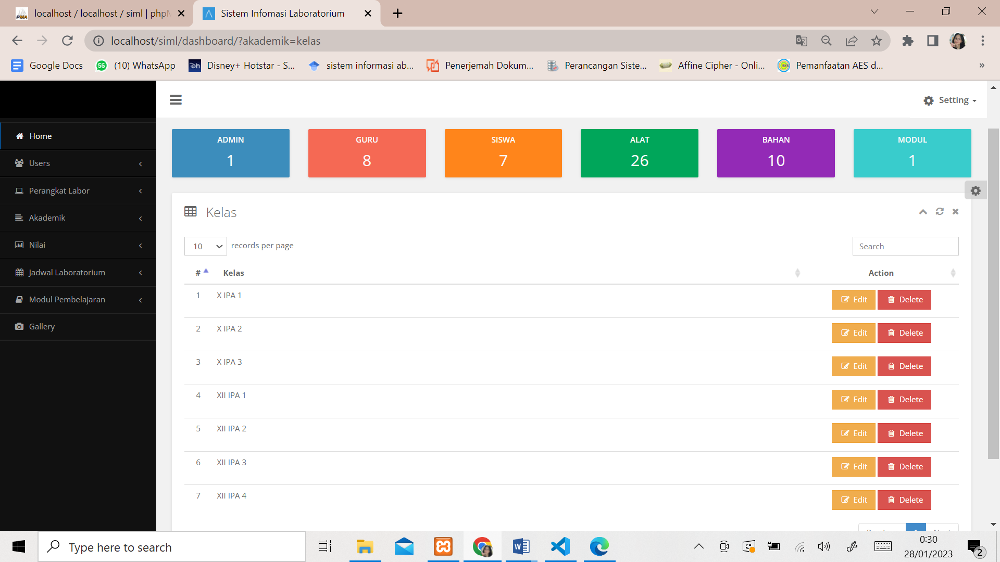 localhost / localhost / siml | phpM
Sistem Infomasi Laboratorium
localhost/siml/dashboard/?akademik=kelas
Google Docs
(10) WhatsApp
Disney+ Hotstar - S...
sistem informasi ab...
Penerjemah Dokum...
Perancangan Siste...
Affine Cipher - Onli...
Pemanfaatan AES d...
»
Setting
Home
Users
Perangkat Labor
Akademik
Nilai
Jadwal Laboratorium
Modul Pembelajaran
Gallery
ADMIN
1
GURU
8
SISWA
7
ALAT
26
BAHAN
10
MODUL
1
Kelas
10 records per page
Search
# Kelas Action
1 X IPA 1 Edit Delete
2 X IPA 2 Edit Delete
3 X IPA 3 Edit Delete
4 XII IPA 1 Edit Delete
5 XII IPA 2 Edit Delete
6 XII IPA 3 Edit Delete
7 XII IPA 4 Edit Delete
Type here to search
0:30
28/01/2023
2